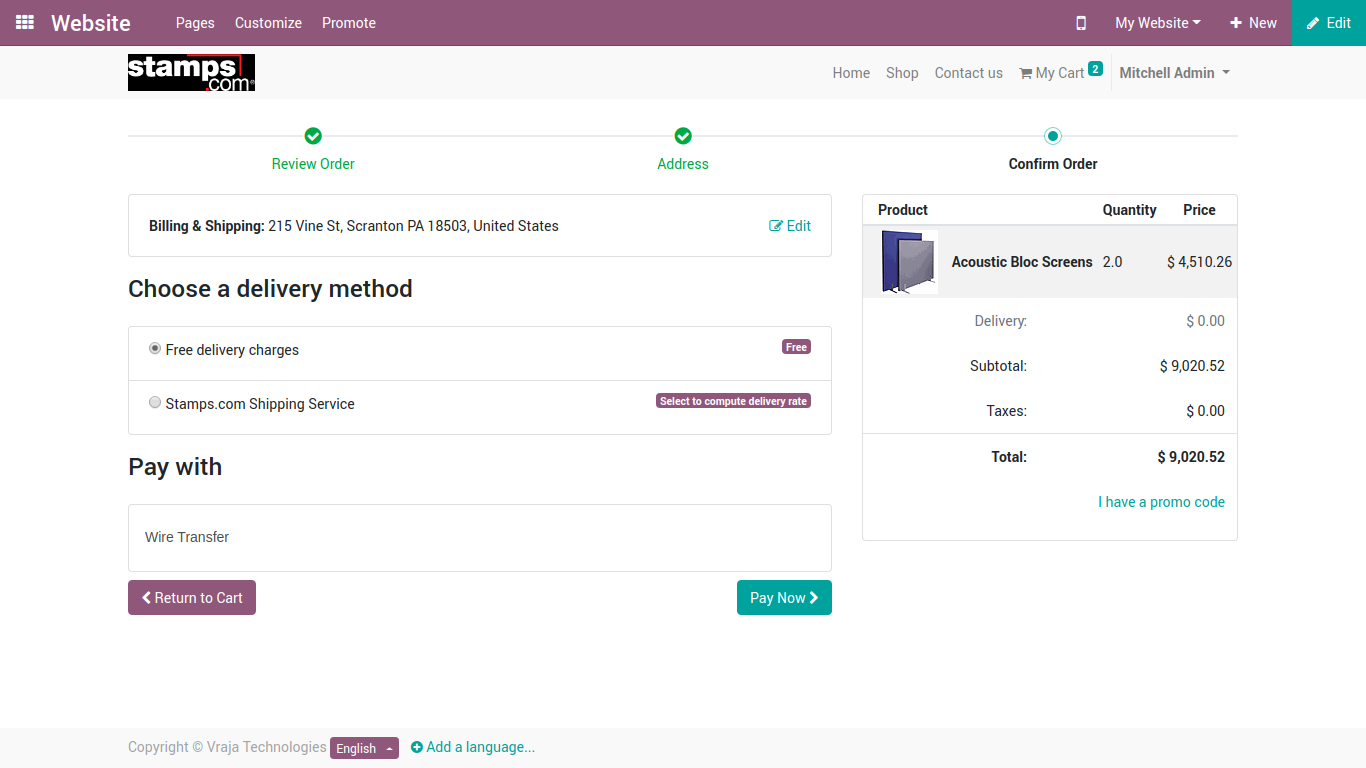 Website Pages Customize Promote My Website New Edit
stamps.com® Home Shop Contact us My Cart 2 Mitchell Admin
Review Order Address Confirm Order
Billing & Shipping: 215 Vine St, Scranton PA 18503, United States Edit
Choose a delivery method
Free delivery charges Free
Stamps.com Shipping Service Select to compute delivery rate
Pay with
Wire Transfer
Return to Cart Pay Now
Product Quantity Price
Acoustic Bloc Screens 2.0 $ 4,510.26
Delivery: $ 0.00
Subtotal: $ 9,020.52
Taxes: $ 0.00
Total: $ 9,020.52
I have a promo code
Copyright © Vraja Technologies English Add a language...